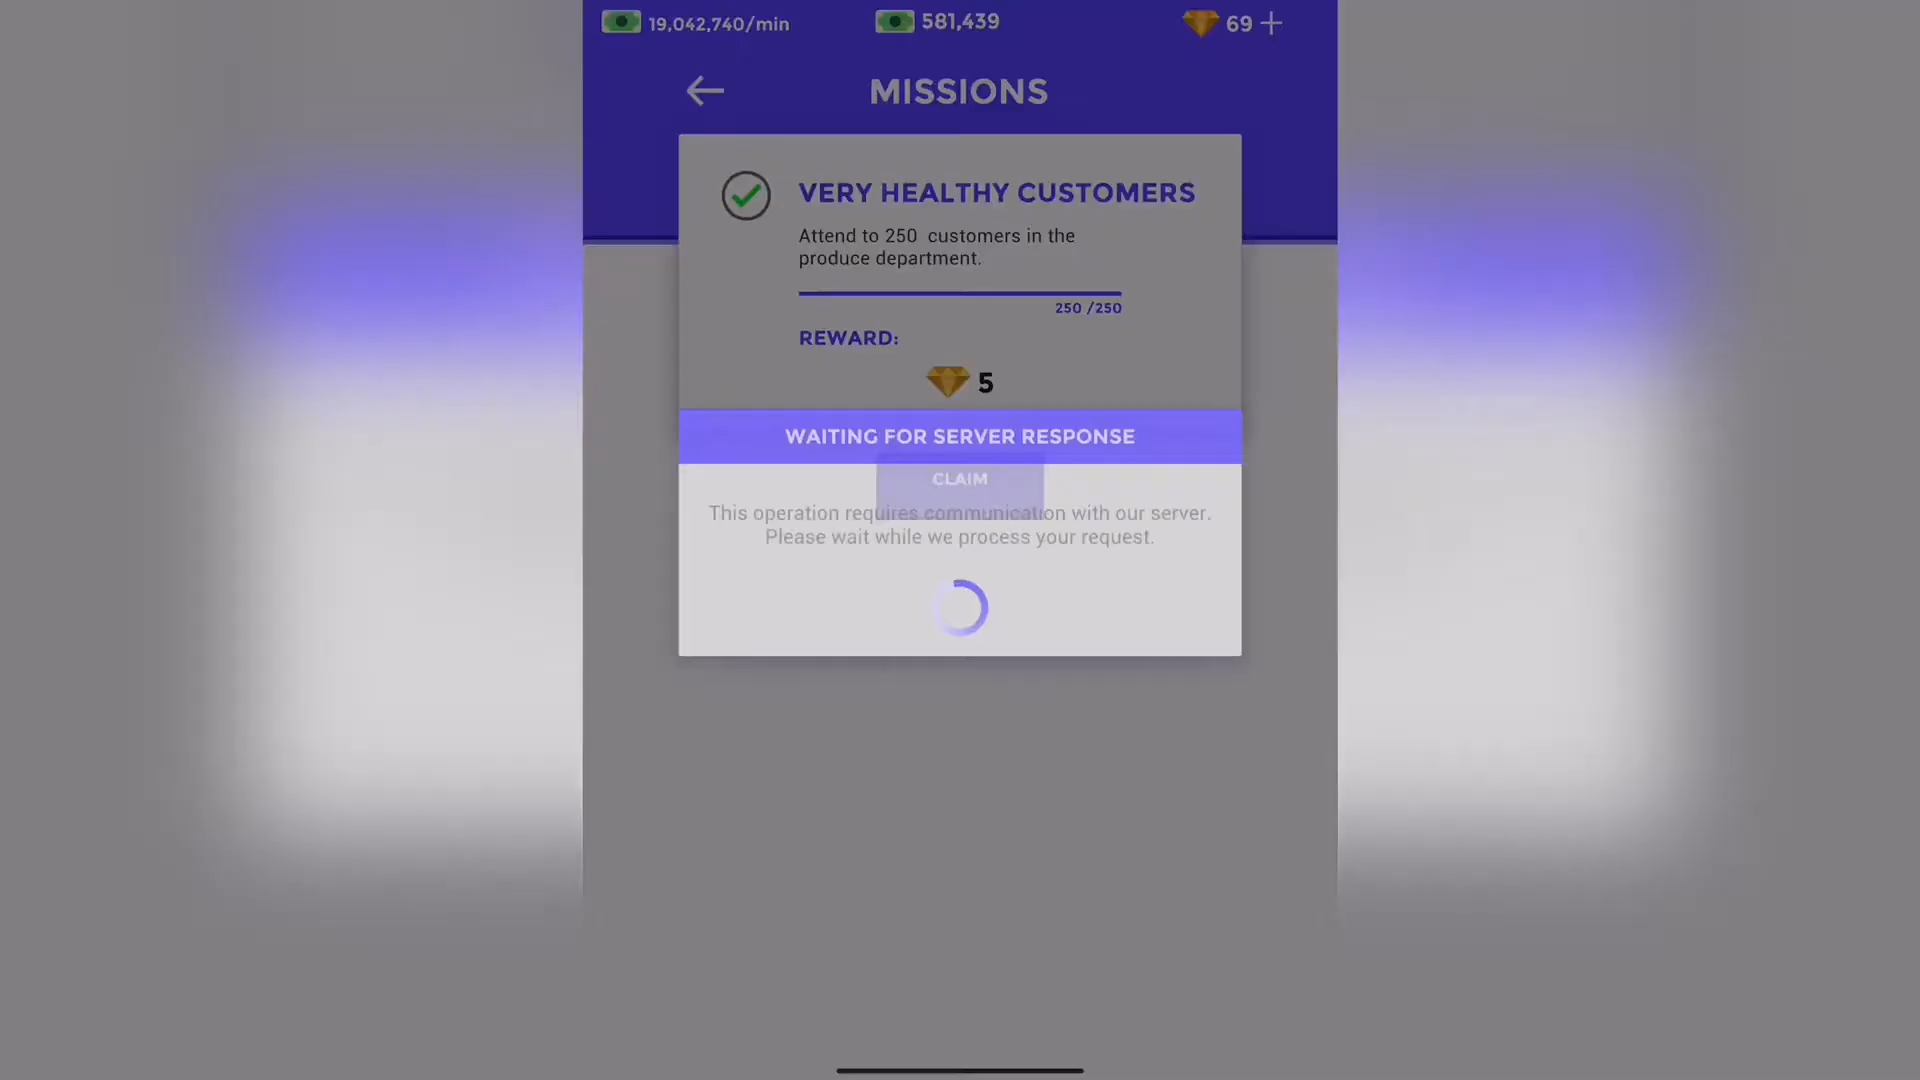 19,042,740/min 581,439 69 +
MISSIONS
VERY HEALTHY CUSTOMERS
Attend to 250 customers in the
produce department.
250 /250
REWARD:
5
WAITING FOR SERVER RESPONSE
CLAIM
This operation requires communication with our server.
Please wait while we process your request.